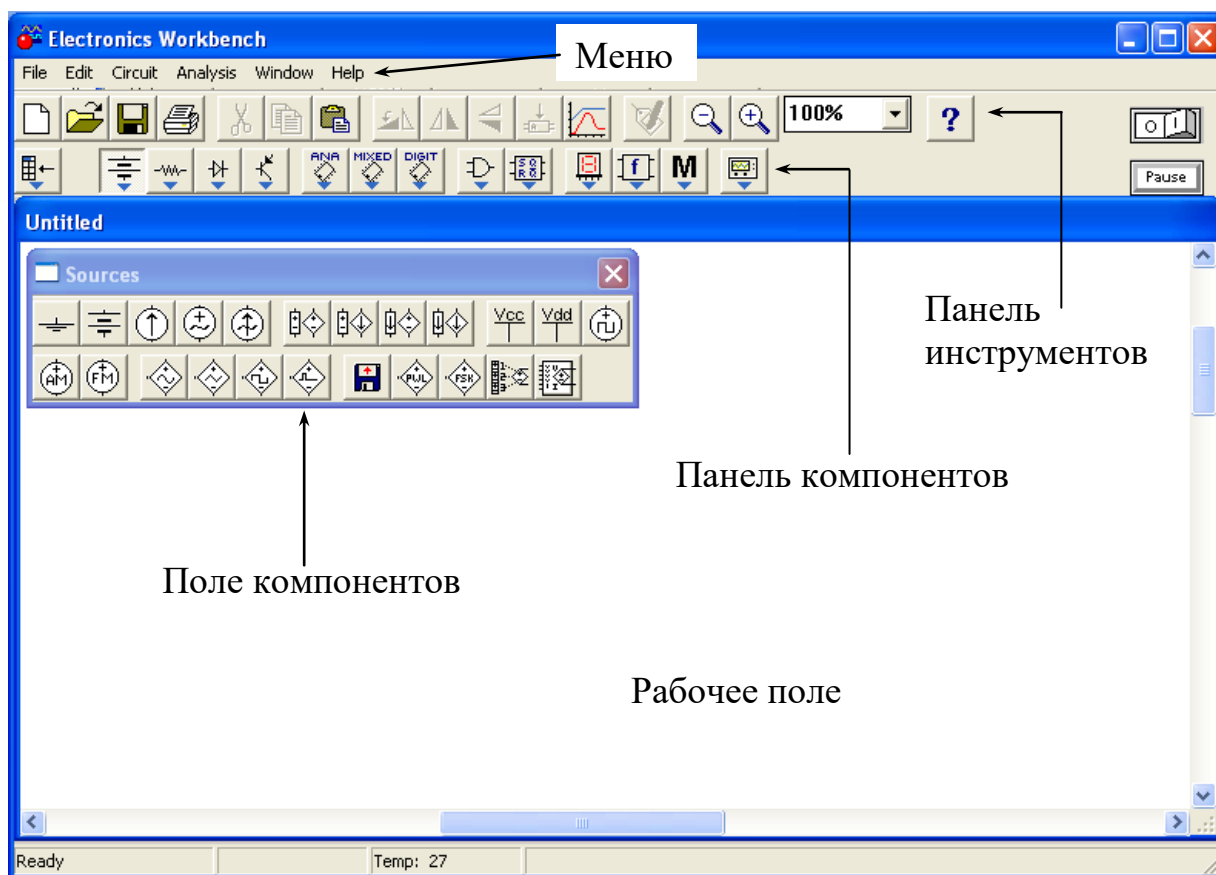 Electronics Workbench
Меню
File Edit Circuit Analysis Window Help
100%
?
O I
ANA MIXED DIGIT
f M
Pause
Untitled
Sources
Vcc Vdd
AM FM PWL FSK
Панель
инструментов
Панель компонентов
Поле компонентов
Рабочее поле
Ready Temp: 27